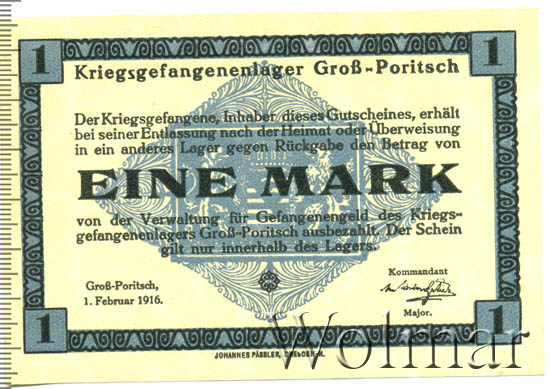 1 1
Kriegsgefangenenlager Groß-Poritsch
Der Kriegsgefangene, Inhaber dieses Gutscheines, erhält
bei seiner Entlassung nach der Heimat oder Überweisung
in ein anderes Lager gegen Rückgabe den Betrag von
EINE MARK
von der Verwaltung für Gefangenengeld des Kriegs-
gefangenenlagers Groß-Poritsch ausbezahlt. Der Schein
gilt nur innerhalb des Lagers.
Groß-Poritsch,
1. Februar 1916.
Kommandant
Major.
1 1
JOHANNES PÄSSLER, DRESDEN-N.
Wolmar